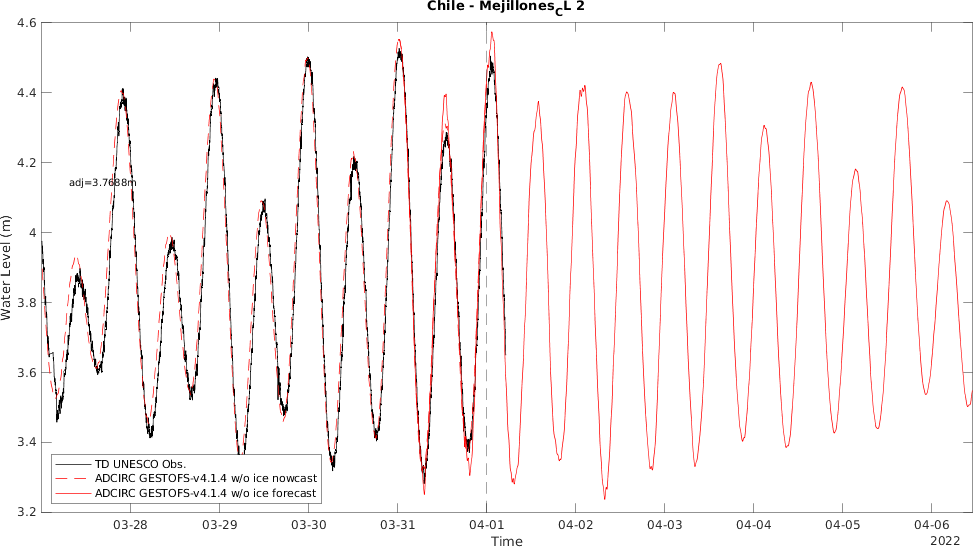 Chile - Mejillones_CL 2
4.6
4.4
4.2
4
3.8
3.6
3.4
3.2
Water Level (m)
adj=3.7688m
TD UNESCO Obs.
ADCIRC GESTOFS-v4.1.4 w/o ice nowcast
ADCIRC GESTOFS-v4.1.4 w/o ice forecast
03-28 03-29 03-30 03-31 04-01 04-02 04-03 04-04 04-05 04-06
Time
2022